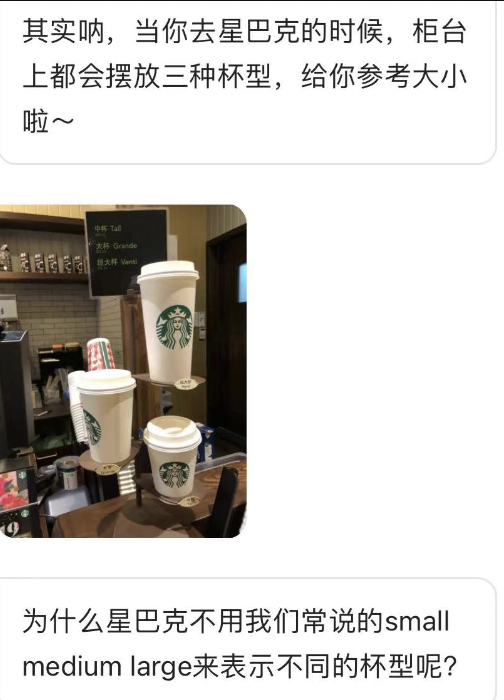 其实呐，当你去星巴克的时候，柜台
上都会摆放三种杯型，给你参考大小
啦～
中杯 Tall
大杯 Grande
超大杯 Venti
为什么星巴克不用我们常说的small
medium large来表示不同的杯型呢？